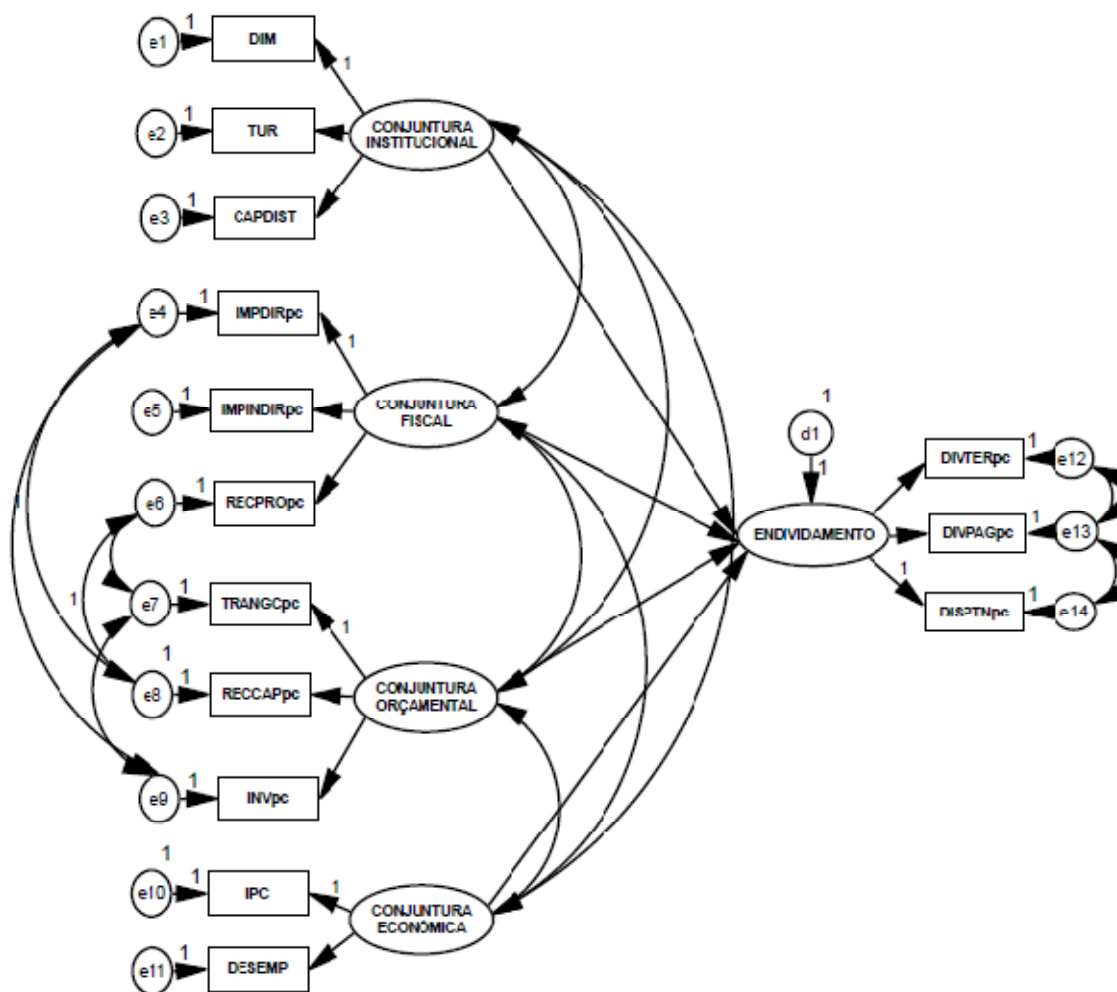 1
e1
DIM
1
1
e2
TUR
CONJUNTURA
INSTITUCIONAL
1
e3
CAPDIST
1
e4
IMPDIRpc
1
1
e5
IMPINDIRpc
CONJUNTURA
FISCAL
1
e6
RECPROpc
1
1
e7
TRANGCpc
1
1
1
e8
RECCAPpc
CONJUNTURA
ORÇAMENTAL
1
e9
INVpc
1
1
e10
IPC
1
CONJUNTURA
ECONÓMICA
1
e11
DESEMP
1
d1
1
ENDIVIDAMENTO
DIVTERpc
1
e12
DIVPAGpc
1
e13
1
DISPTNpc
1
e14